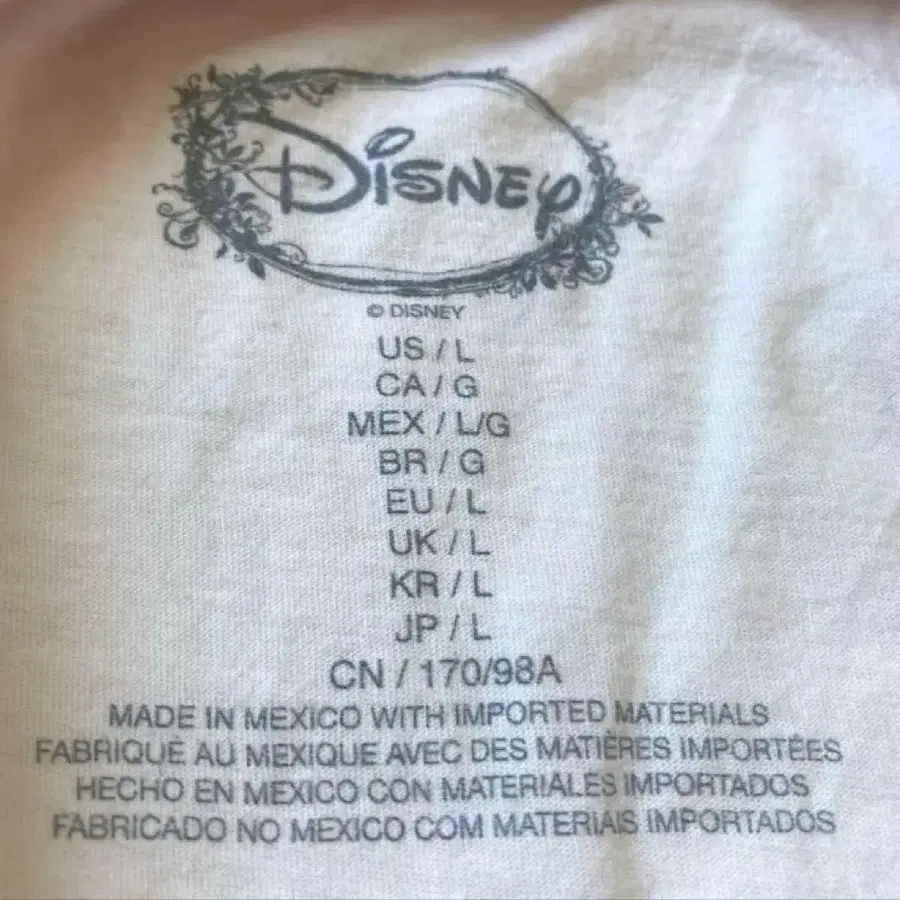 Disney
© DISNEY
US / L
CA / G
MEX / L/G
BR / G
EU / L
UK / L
KR / L
JP / L
CN / 170/98A
MADE IN MEXICO WITH IMPORTED MATERIALS
FABRIQUÉ AU MEXIQUE AVEC DES MATIÈRES IMPORTÉES
HECHO EN MEXICO CON MATERIALES IMPORTADOS
FABRICADO NO MEXICO COM MATERIAIS IMPORTADOS